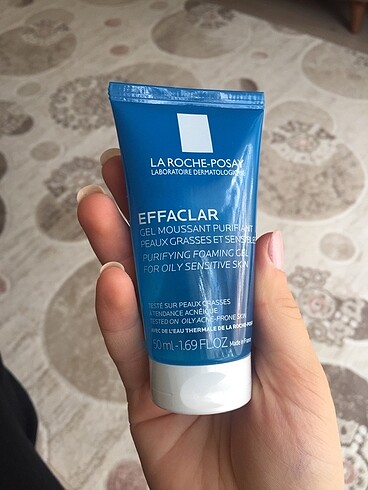 LA ROCHE-POSAY
LABORATOIRE DERMATOLOGIQUE
EFFACLAR
GEL MOUSSANT PURIFIANT
PEAUX GRASSES ET SENSIBLE
PURIFYING FOAMING GEL
FOR OILY SENSITIVE SKIN
TESTÉ SUR PEAUX GRASSES
À TENDANCE ACNÉIQUE
TESTED ON OILY ACNE-PRONE SKIN
AVEC DE L'EAU THERMALE DE LA ROCHE-POSAY
50 ml - 1.69 FL.OZ Made in France